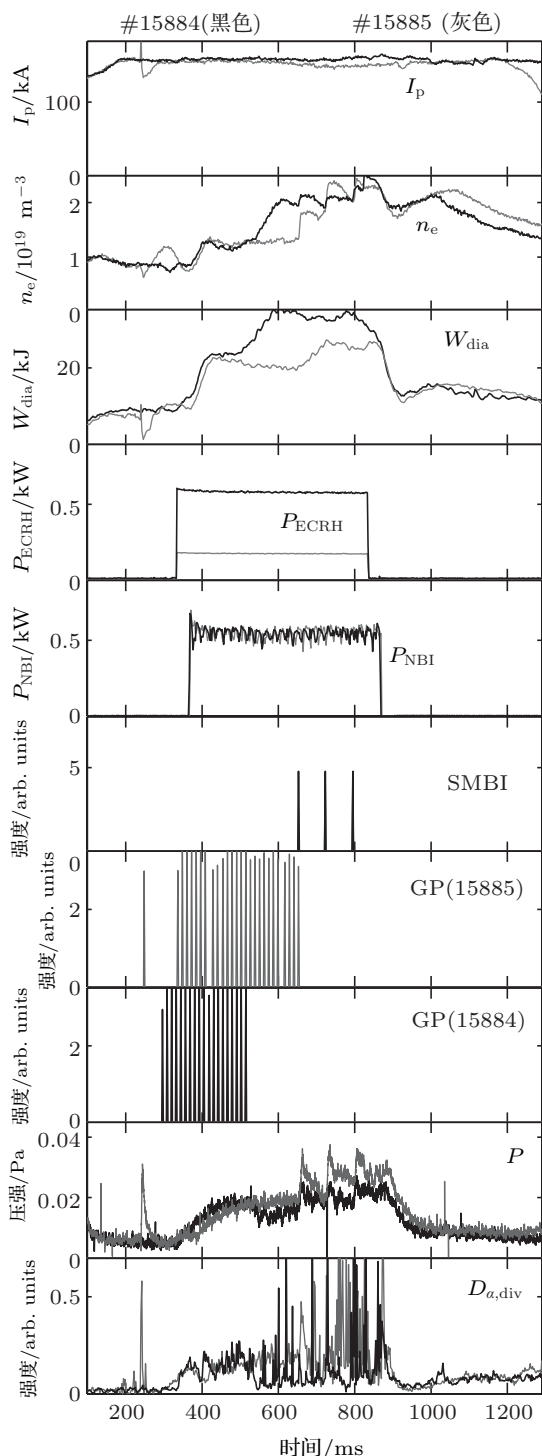 #15884(黑色) #15885 (灰色)
I_p/kA
100
0
I_p
n_e/10^19 m^−3
2
1
0
n_e
W_dia/kJ
20
0
W_dia
P_ECRH/kW
0.5
0
P_ECRH
P_NBI/kW
0.5
0
P_NBI
强度/arb. units
5
0
SMBI
强度/arb. units
2
0
GP(15885)
强度/arb. units
2
0
GP(15884)
压强/Pa
0.04
0.02
0
P
强度/arb. units
0.5
0
D_α,div
200 400 600 800 1000 1200
时间/ms